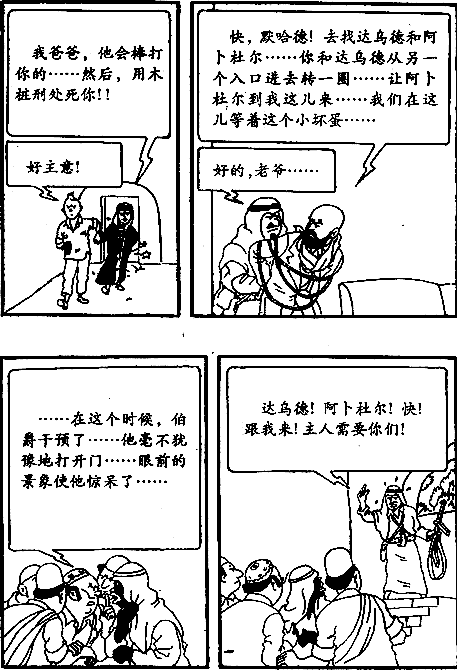 我爸爸，他会棒打
你的……然后，用木
桩刑处死你！！
好主意！
快，默哈德！去找达乌德和阿
卜杜尔……你和达乌德从另一
个入口进去转一圈……让阿卜
杜尔到我这儿来……我们在这
儿等着这个小坏蛋……
好的，老爷……
……在这个时候，伯
爵干预了……他毫不犹
豫地打开门……眼前的
景象使他惊呆了……
达乌德！阿卜杜尔！快！
跟我来！主人需要你们！